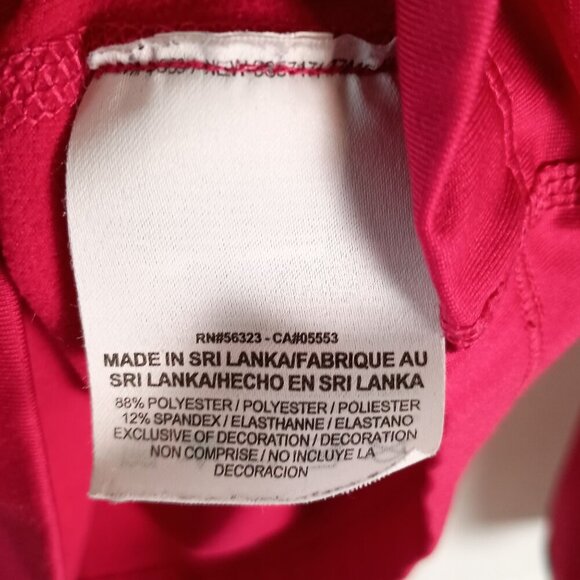 RN#56323 - CA#05553
MADE IN SRI LANKA/FABRIQUE AU
SRI LANKA/HECHO EN SRI LANKA
88% POLYESTER / POLYESTER / POLIESTER
12% SPANDEX / ELASTHANNE / ELASTANO
EXCLUSIVE OF DECORATION / DECORATION
NON COMPRISE / NO INCLUYE LA
DECORACION